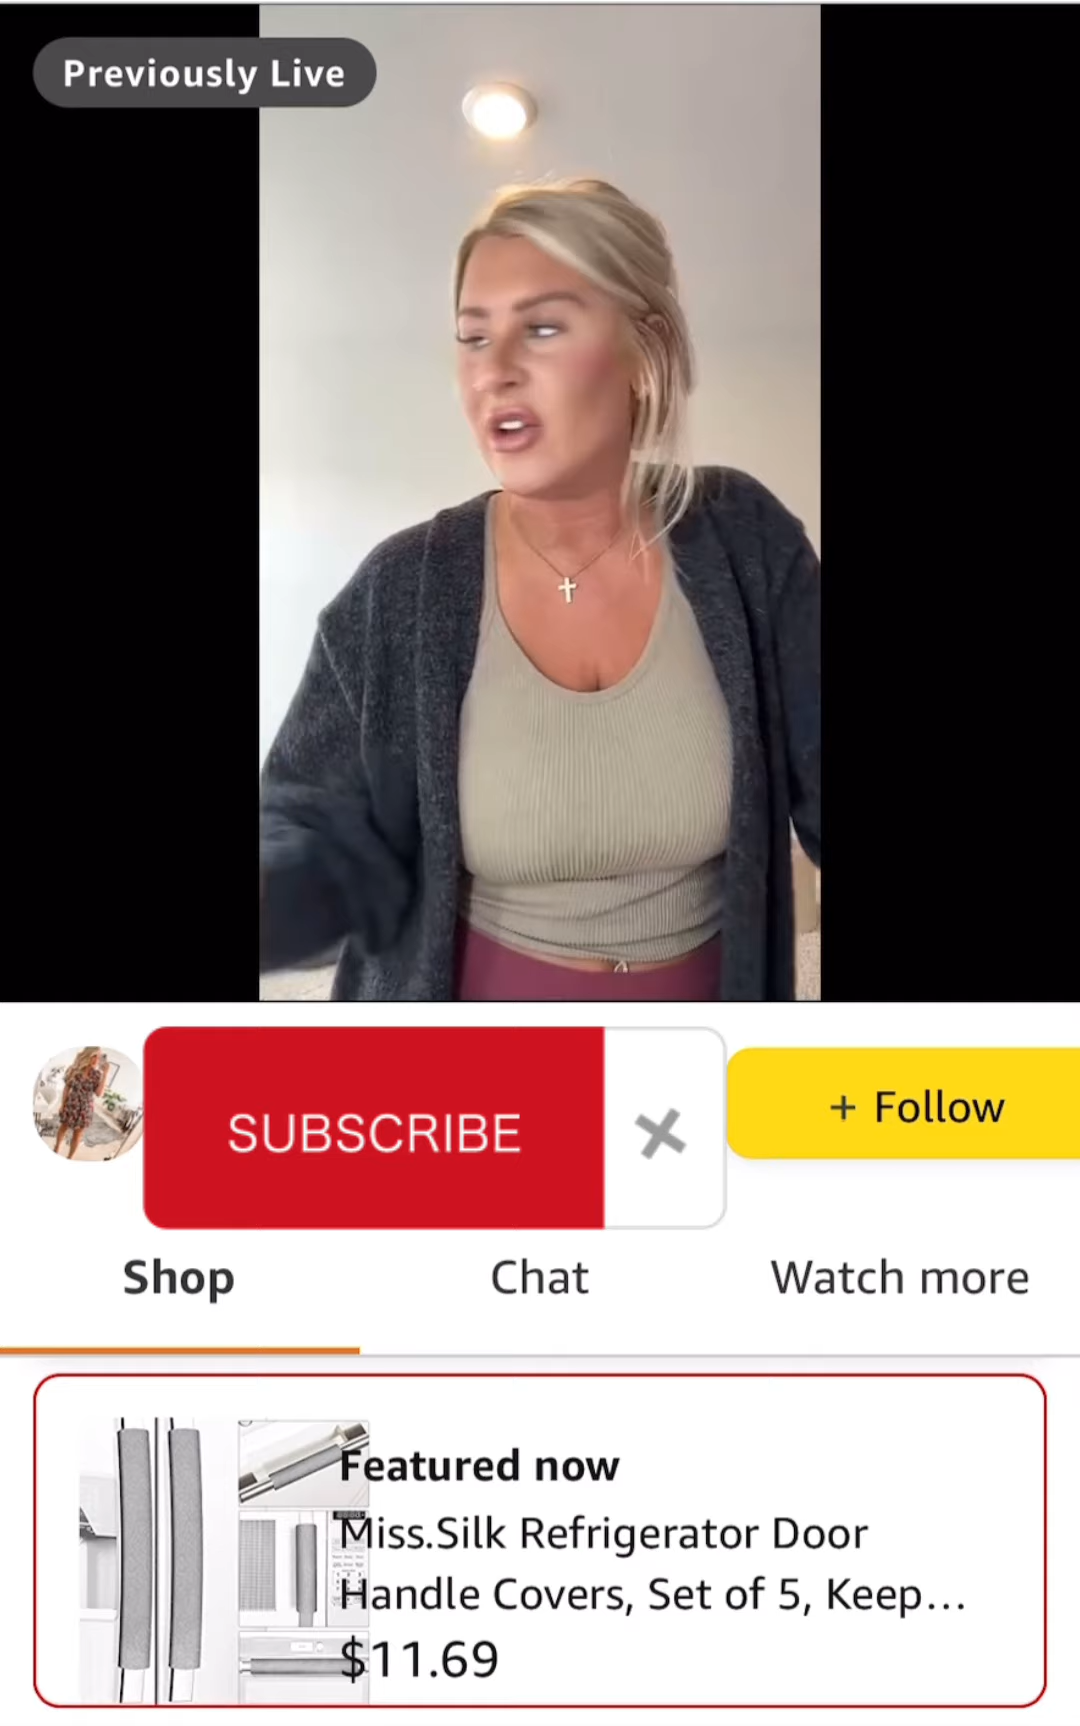 Previously Live
SUBSCRIBE
+ Follow
Shop
Chat
Watch more
Featured now
Miss.Silk Refrigerator Door
Handle Covers, Set of 5, Keep...
$11.69